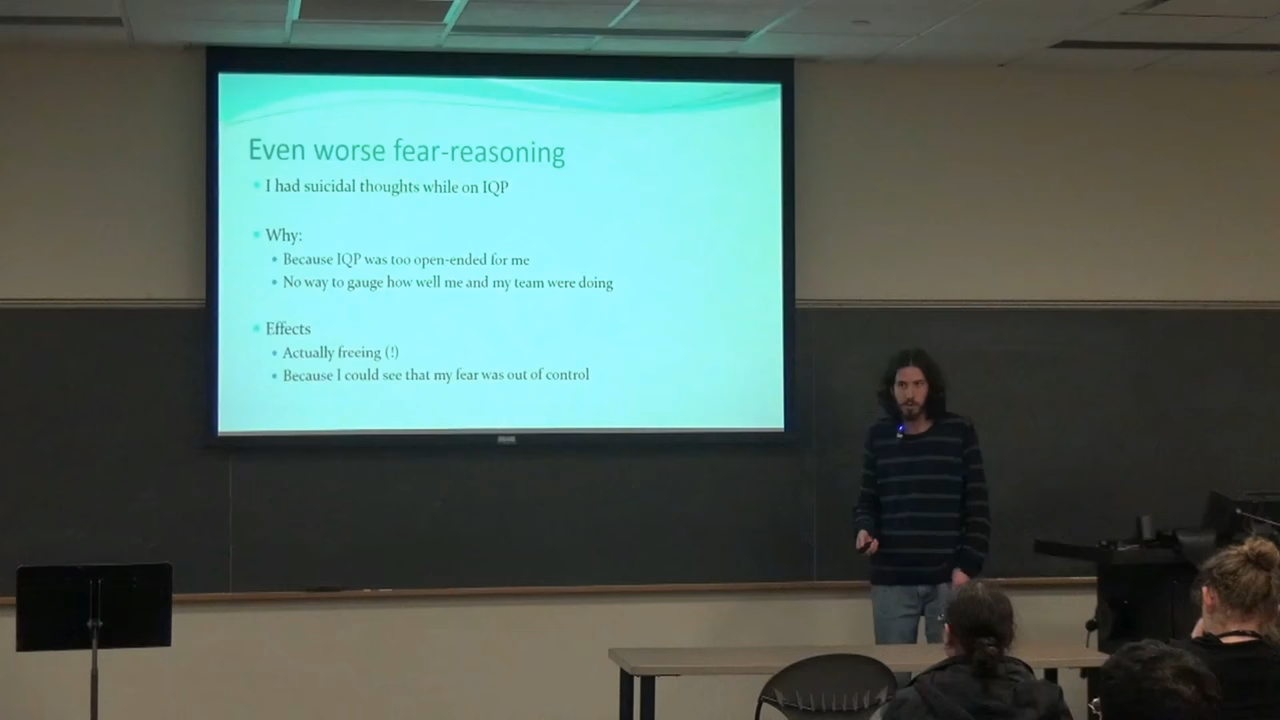 Even worse fear-reasoning
I had suicidal thoughts while on IQP
Why:
Because IQP was too open-ended for me
No way to gauge how well me and my team were doing
Effects
Actually freeing (!)
Because I could see that my fear was out of control